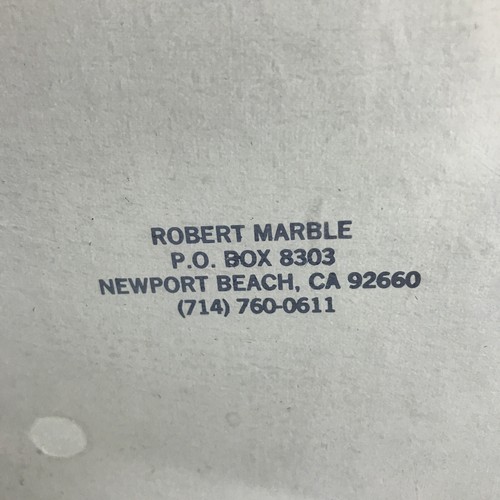 ROBERT MARBLE
P.O. BOX 8303
NEWPORT BEACH, CA 92660
(714) 760-0611